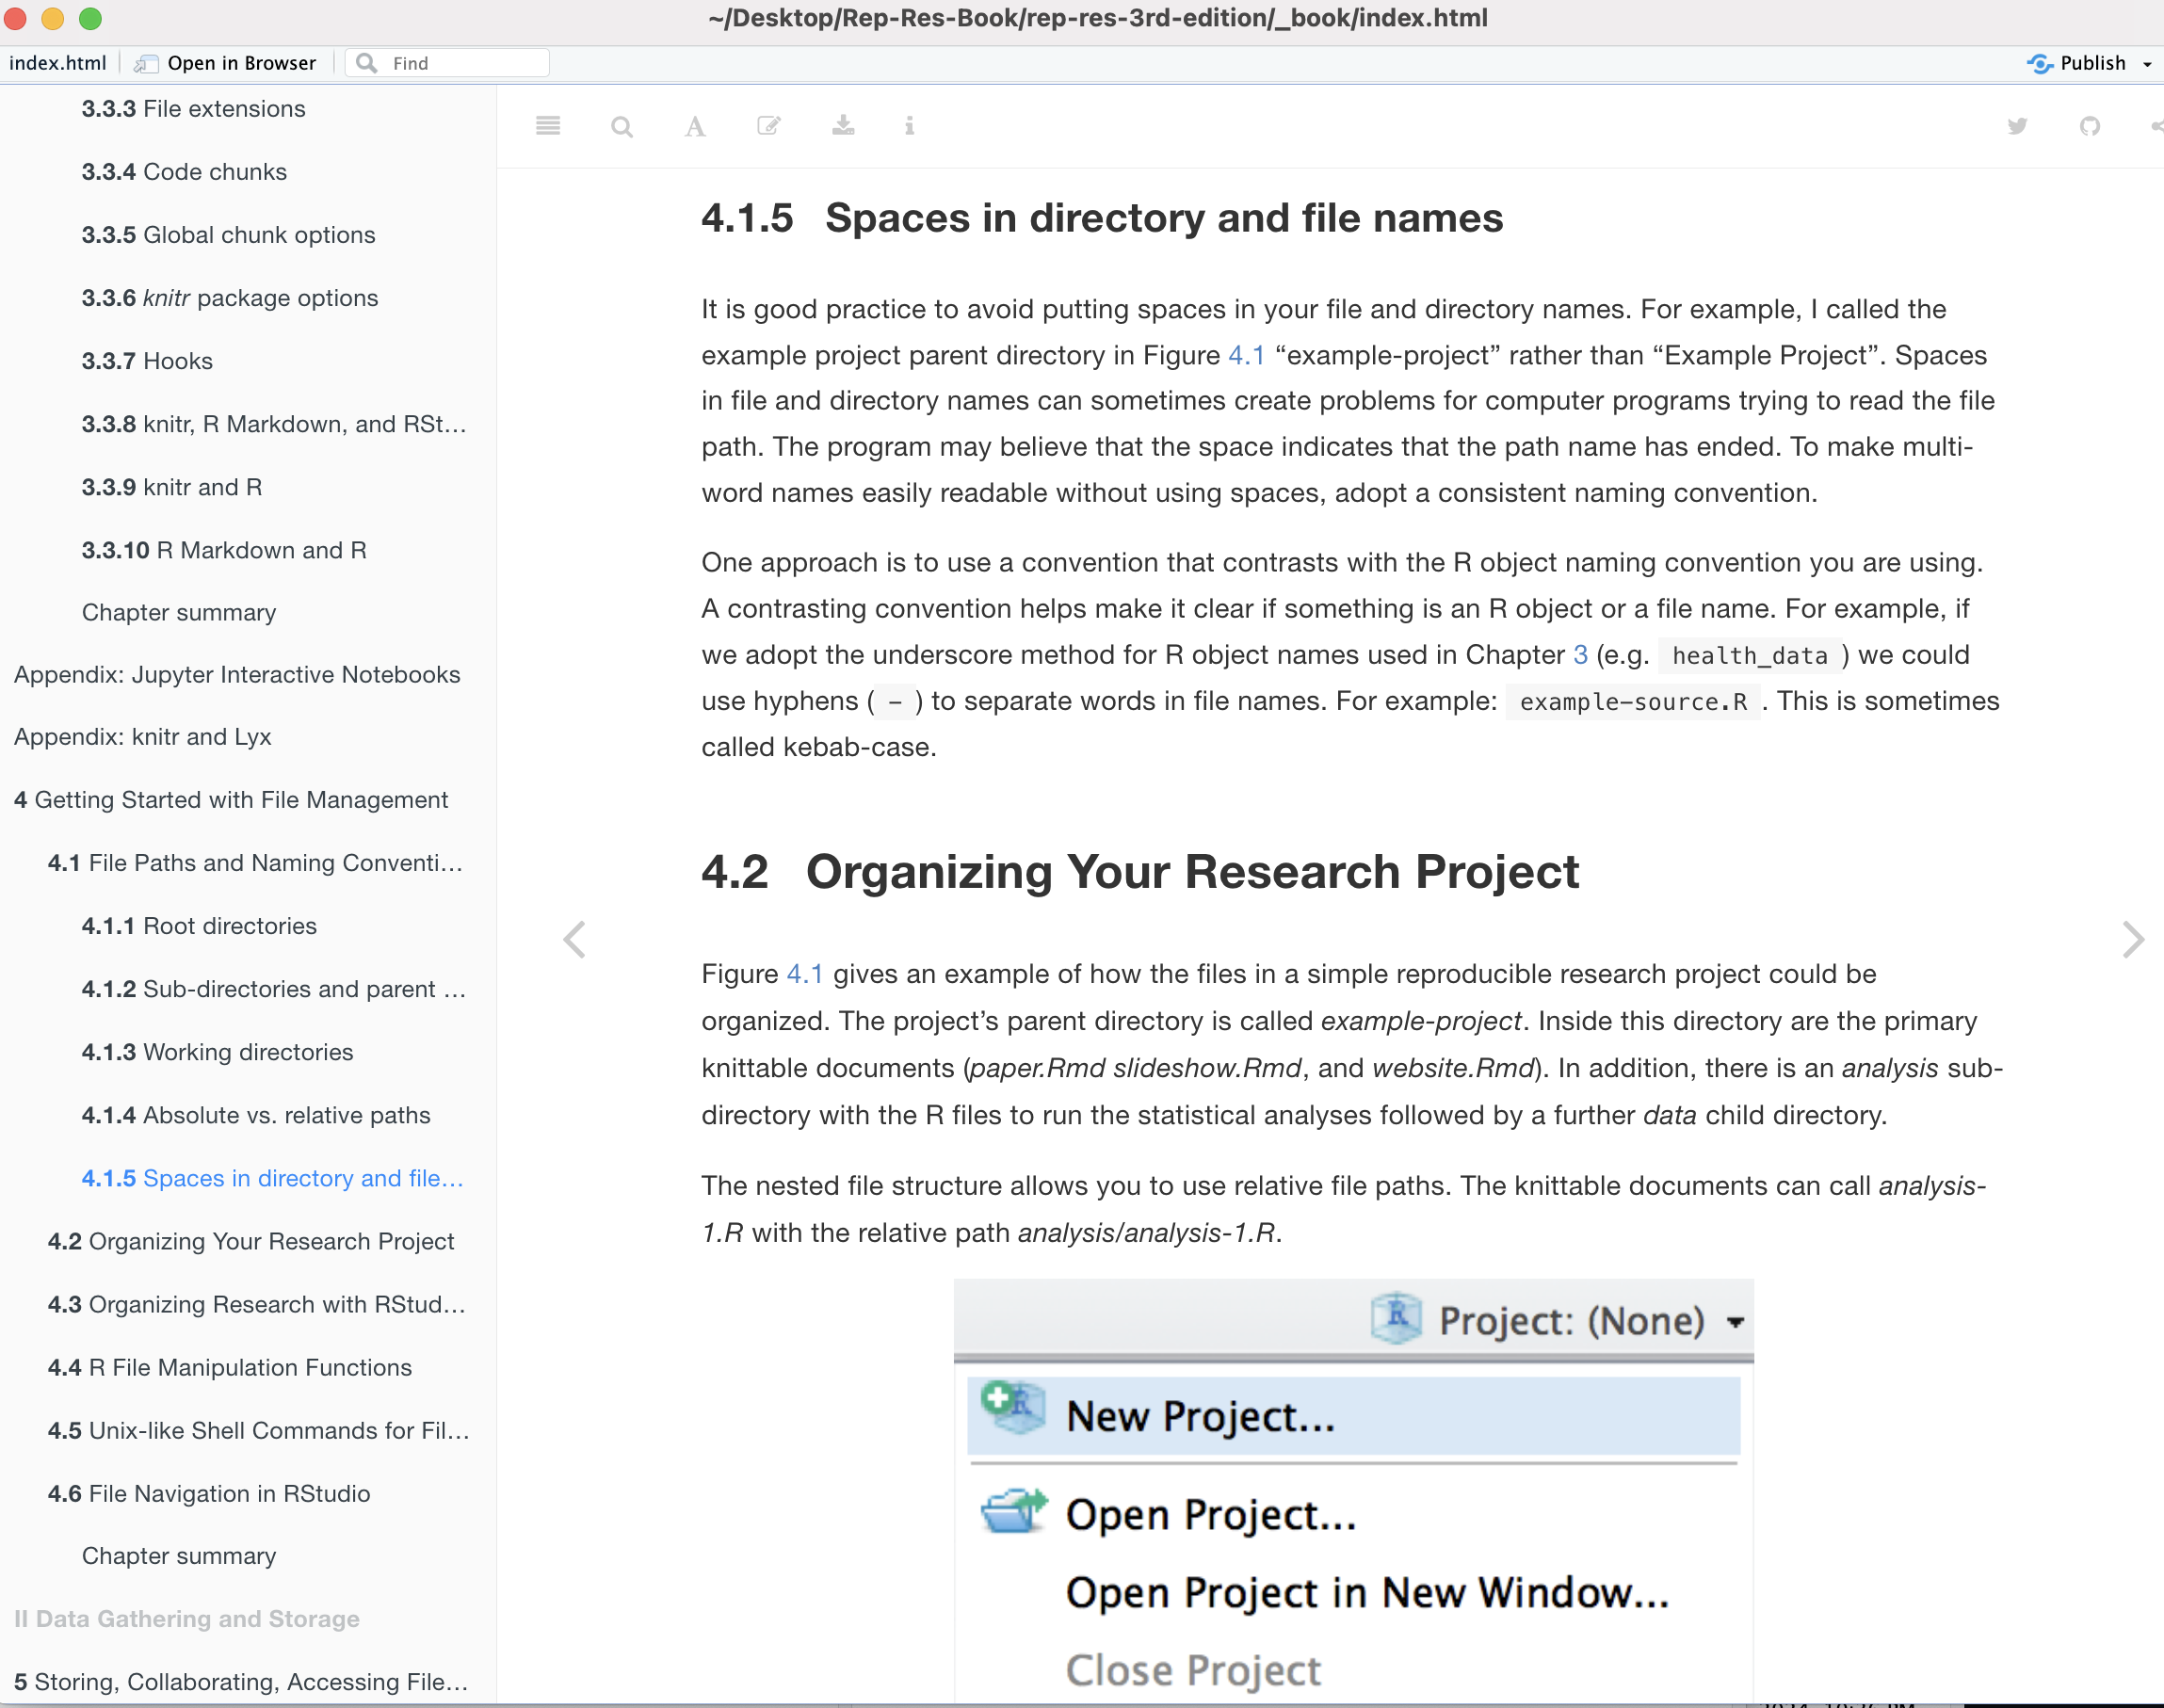 ~/Desktop/Rep-Res-Book/rep-res-3rd-edition/_book/index.html
index.html Open in Browser Find Publish
3.3.3 File extensions
3.3.4 Code chunks
3.3.5 Global chunk options
3.3.6 knitr package options
3.3.7 Hooks
3.3.8 knitr, R Markdown, and RSt...
3.3.9 knitr and R
3.3.10 R Markdown and R
Chapter summary
Appendix: Jupyter Interactive Notebooks
Appendix: knitr and Lyx
4 Getting Started with File Management
4.1 File Paths and Naming Conventi...
4.1.1 Root directories
4.1.2 Sub-directories and parent ...
4.1.3 Working directories
4.1.4 Absolute vs. relative paths
4.1.5 Spaces in directory and file...
4.2 Organizing Your Research Project
4.3 Organizing Research with RStud...
4.4 R File Manipulation Functions
4.5 Unix-like Shell Commands for Fil...
4.6 File Navigation in RStudio
Chapter summary
II Data Gathering and Storage
5 Storing, Collaborating, Accessing File...
4.1.5 Spaces in directory and file names
It is good practice to avoid putting spaces in your file and directory names. For example, I called the
example project parent directory in Figure 4.1 “example-project” rather than “Example Project”. Spaces
in file and directory names can sometimes create problems for computer programs trying to read the file
path. The program may believe that the space indicates that the path name has ended. To make multi-
word names easily readable without using spaces, adopt a consistent naming convention.
One approach is to use a convention that contrasts with the R object naming convention you are using.
A contrasting convention helps make it clear if something is an R object or a file name. For example, if
we adopt the underscore method for R object names used in Chapter 3 (e.g. health_data ) we could
use hyphens ( - ) to separate words in file names. For example: example-source.R . This is sometimes
called kebab-case.
4.2 Organizing Your Research Project
Figure 4.1 gives an example of how the files in a simple reproducible research project could be
organized. The project’s parent directory is called example-project. Inside this directory are the primary
knittable documents (paper.Rmd slideshow.Rmd, and website.Rmd). In addition, there is an analysis sub-
directory with the R files to run the statistical analyses followed by a further data child directory.
The nested file structure allows you to use relative file paths. The knittable documents can call analysis-
1.R with the relative path analysis/analysis-1.R.
Project: (None)
New Project...
Open Project...
Open Project in New Window...
Close Project